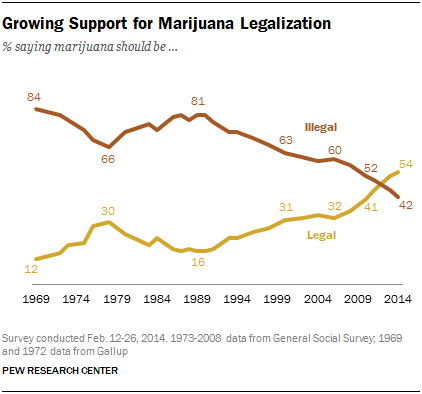 Growing Support for Marijuana Legalization
% saying marijuana should be ...
84
81
Illegal
66
63
60
52
54
30
31
32
41
42
Legal
12
16
1969 1974 1979 1984 1989 1994 1999 2004 2009 2014
Survey conducted Feb. 12-26, 2014. 1973-2008 data from General Social Survey; 1969
and 1972 data from Gallup
PEW RESEARCH CENTER